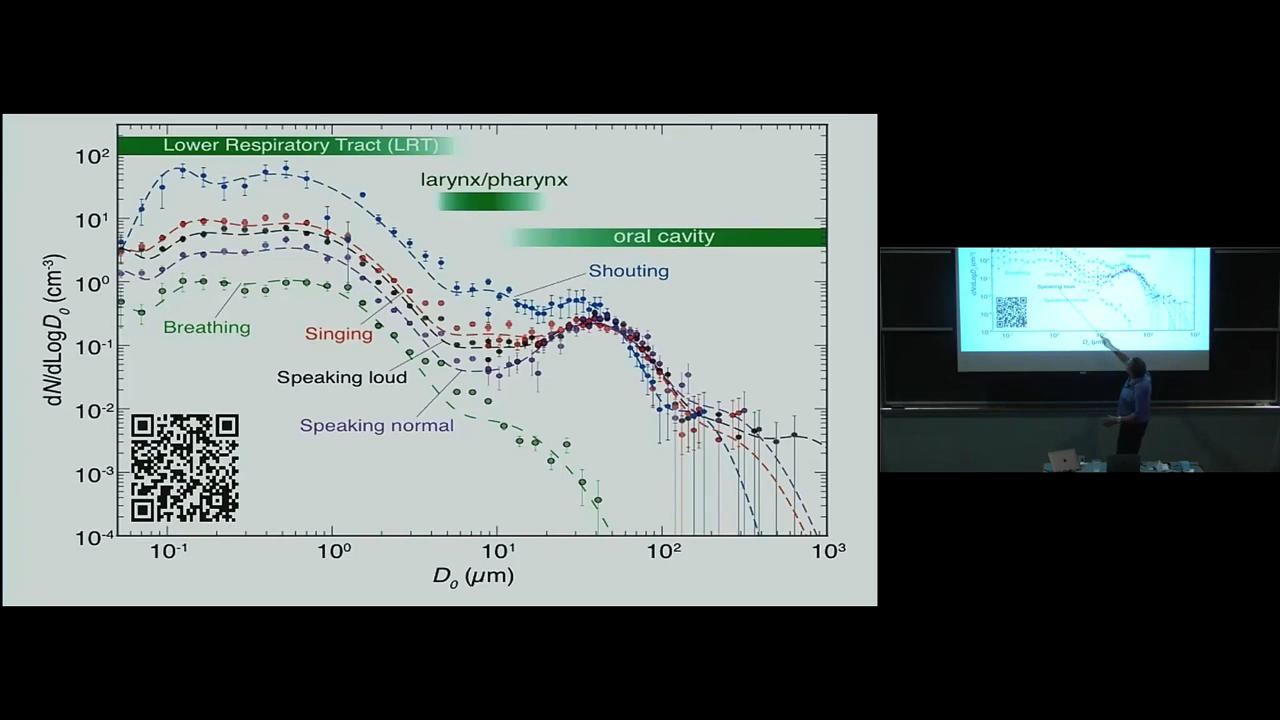 Lower Respiratory Tract (LRT)
larynx/pharynx
oral cavity
Shouting
Breathing
Singing
Speaking loud
Speaking normal
dN/dLogD₀ (cm⁻³)
10²
10¹
10⁰
10⁻¹
10⁻²
10⁻³
10⁻⁴
10⁻¹ 10⁰ 10¹ 10² 10³
D₀ (µm)
Speaking loud